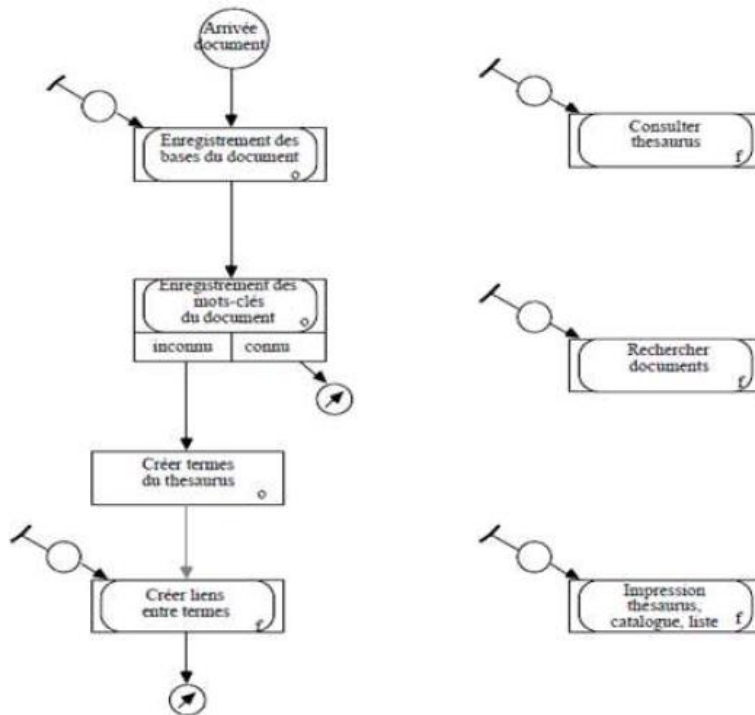 Arrivée
document
Enregistrement des
bases du document
o
Enregistrement des
mots-clés
du document
o
inconnu
connu
Créer termes
du thesaurus
o
Créer liens
entre termes
f
Consulter
thesaurus
f
Rechercher
documents
f
Impression
thésaurus,
catalogue, liste
f